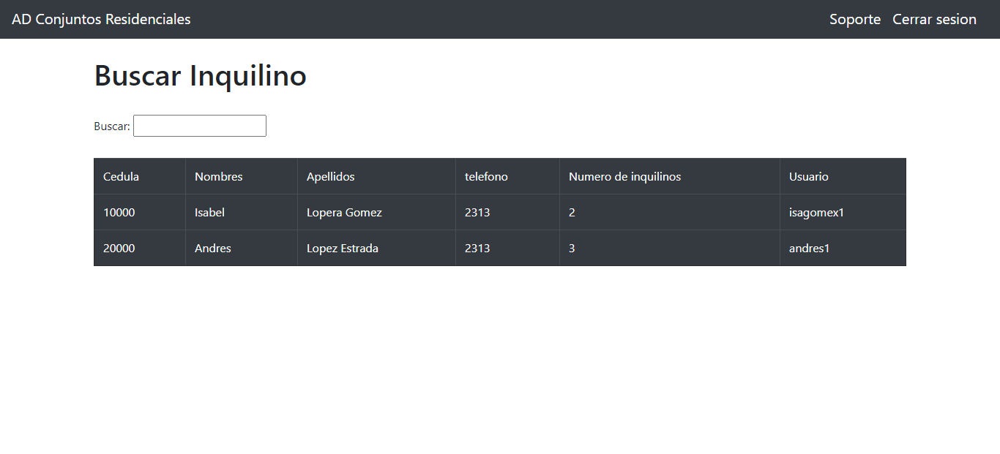 AD Conjuntos Residenciales Soporte Cerrar sesion
Buscar Inquilino
Buscar:
Cedula Nombres Apellidos telefono Numero de inquilinos Usuario
10000 Isabel Lopera Gomez 2313 2 isagomex1
20000 Andres Lopez Estrada 2313 3 andres1